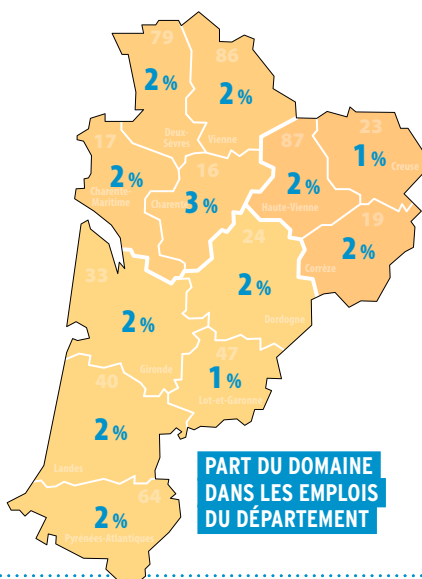 79
2 %
Deux-
Sèvres
86
2 %
Vienne
17
2 %
Charente
Maritime
16
Charente
3 %
87
2 %
Haute-Vienne
23
1 %
Creuse
19
2 %
Corrèze
24
2 %
Dordogne
33
2 %
Gironde
47
1 %
Lot-et-Garonne
40
2 %
Landes
64
2 %
Pyrénées-Atlantiques
PART DU DOMAINE
DANS LES EMPLOIS
DU DÉPARTEMENT